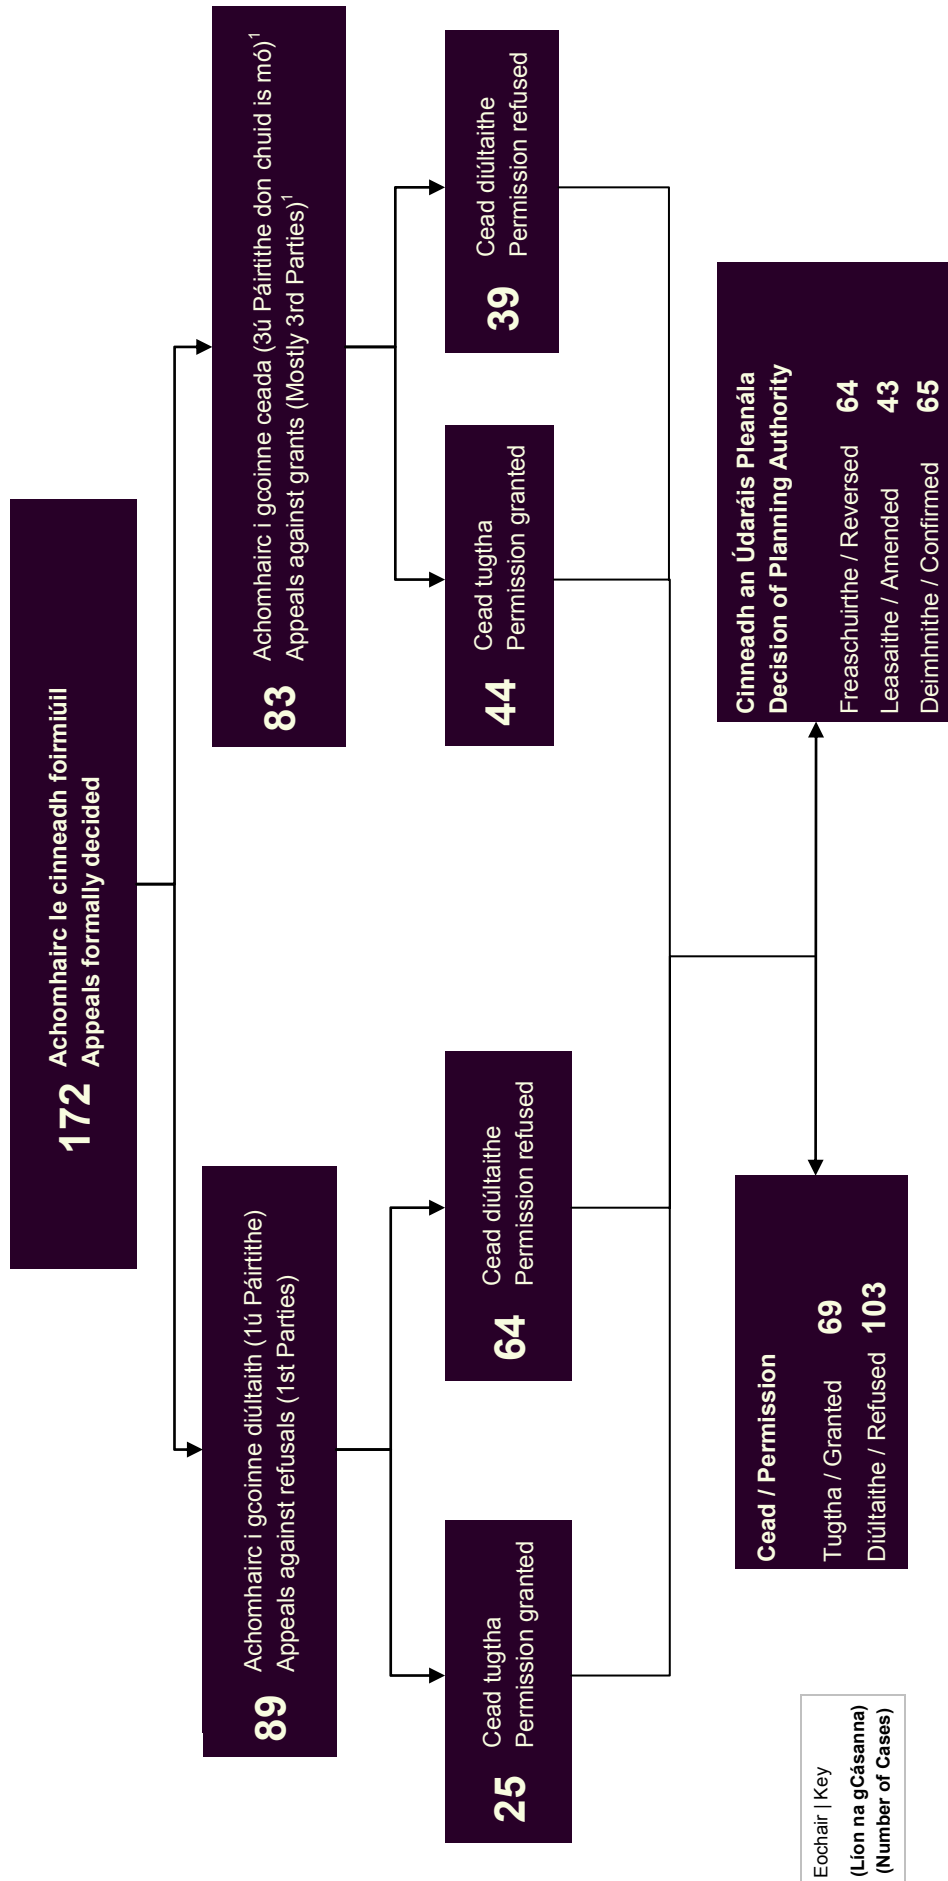 172 Achomhairc le cinneadh foirmiúil
Appeals formally decided
89 Achomhairc i gcoinne diúltaith (1ú Páirtithe)
Appeals against refusals (1st Parties)
83 Achomhairc i gcoinne ceada (3ú Páirtithe don chuid is mó)¹
Appeals against grants (Mostly 3rd Parties)¹
25 Cead tugtha
Permission granted
64 Cead diúltaithe
Permission refused
44 Cead tugtha
Permission granted
39 Cead diúltaithe
Permission refused
Cead / Permission
Tugtha / Granted 69
Diúltaithe / Refused 103
Cinneadh an Údaráis Pleanála
Decision of Planning Authority
Freaschuirthe / Reversed 64
Leasaithe / Amended 43
Deimhnithe / Confirmed 65
Eochair | Key
(Líon na gCásanna)
(Number of Cases)